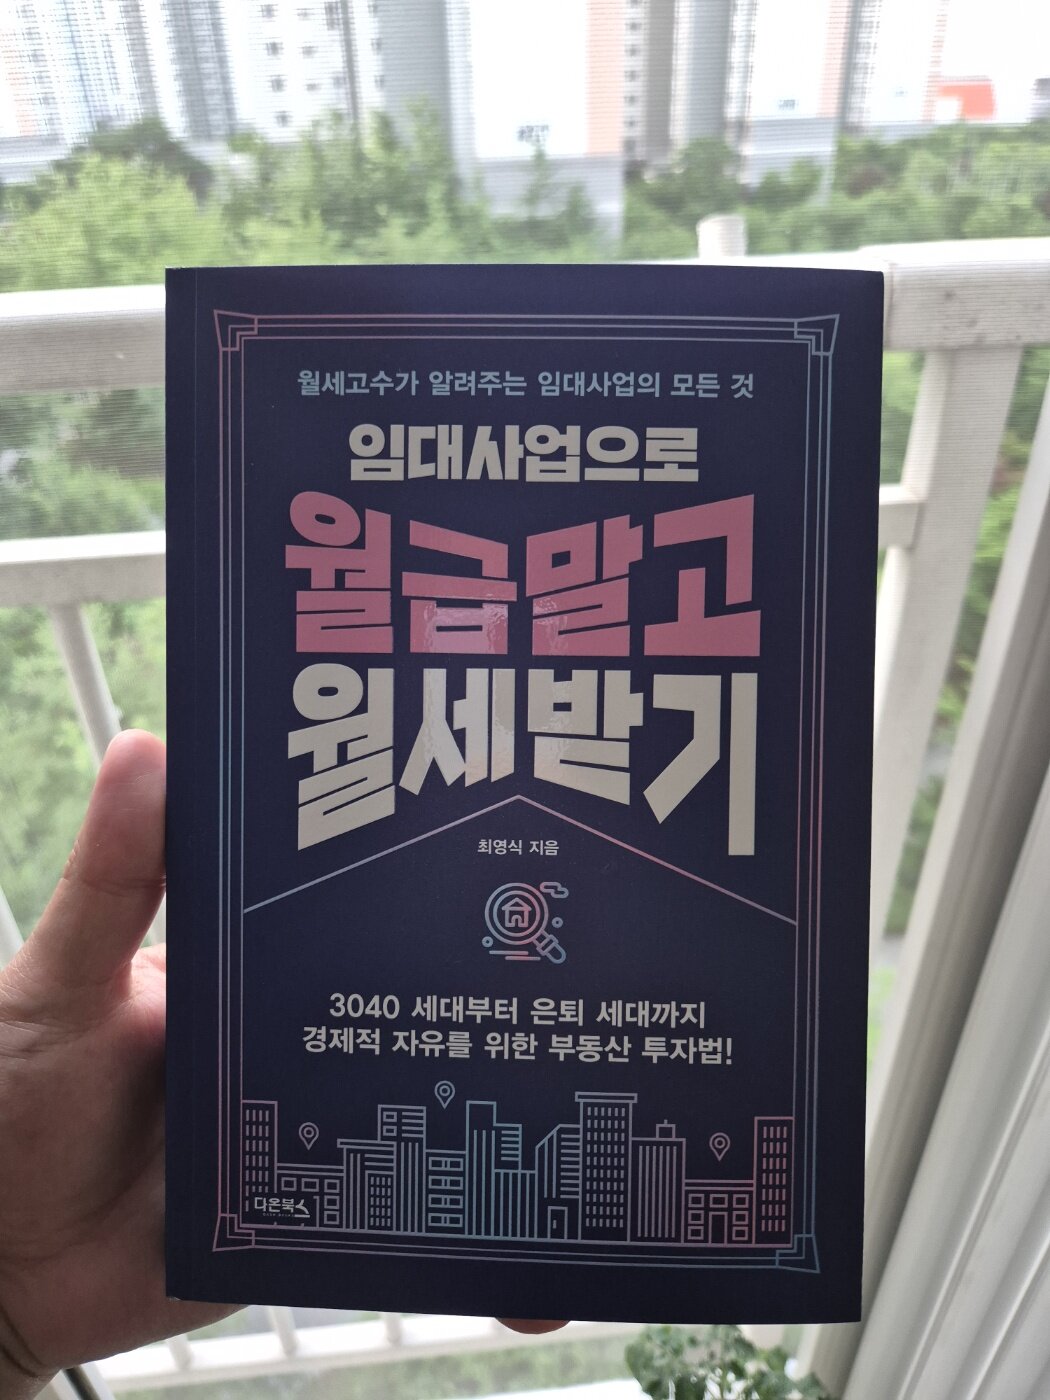 월세고수가 알려주는 임대사업의 모든 것
임대사업으로
월급말고
월세받기
최영식 지음
3040 세대부터 은퇴 세대까지
경제적 자유를 위한 부동산 투자법!
다온북스